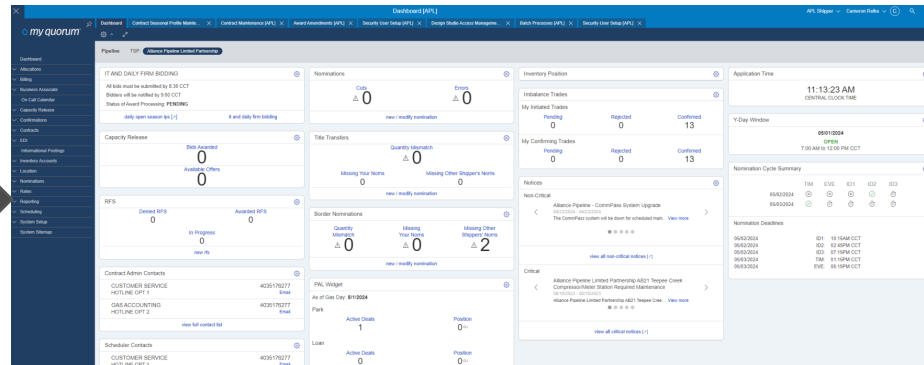 Dashboard [APL]
APL Shipper
Cameron Refka
C
my quorum
Dashboard
Contract Seasonal Profile Mainte... X
Contract Maintenance [APL] X
Award Amendments [APL] X
Security User Setup [APL] X
Design Studio Access Manageme... X
Batch Processes [APL] X
Security User Setup [APL] X
Pipeline TSP: Alliance Pipeline Limited Partnership
Dashboard
Allocations
Billing
Business Associate
On Call Calendar
Capacity Release
Confirmations
Contracts
EDI
Informational Postings
Inventory Accounts
Location
Nominations
Rates
Reporting
Scheduling
System Setup
System Sitemap
IT AND DAILY FIRM BIDDING
All bids must be submitted by 8:30 CCT
Bidders will be notified by 9:00 CCT
Status of Award Processing: PENDING
daily open season ips [↗] it and daily firm bidding
Capacity Release
Bids Awarded
0
Available Offers
0
RFS
Denied RFS Awarded RFS
0 0
In Progress
0
new rfs
Contract Admin Contacts
CUSTOMER SERVICE 4035176277
HOTLINE OPT 1 Email
GAS ACCOUNTING 4035176277
HOTLINE OPT 2 Email
view full contact list
Scheduler Contacts
CUSTOMER SERVICE 4035176277
HOTLINE OPT 1 Email
Nominations
Cuts Errors
0 0
new / modify nomination
Title Transfers
Quantity Mismatch
0
Missing Your Noms Missing Other Shipper's Noms
0 0
new / modify nomination
Border Nominations
Quantity Mismatch Missing Your Noms Missing Other Shippers' Noms
0 0 2
new / modify nomination
PAL Widget
As of Gas Day: 5/1/2024
Park
Active Deals Position
1 0
Loan
Active Deals Position
0 0
Inventory Position
Imbalance Trades
My Initiated Trades
Pending Rejected Confirmed
0 0 13
My Confirming Trades
Pending Rejected Confirmed
0 0 13
Notices
Non-Critical
Alliance Pipeline - CommPass System Upgrade
The CommPass system will be down for scheduled main... View more
view all non-critical notices [↗]
Critical
Alliance Pipeline Limited Partnership AB21 Teepee Creek
Compressor/Meter Station Required Maintenance
Alliance Pipeline Limited Partnership AB21 Teepee Cree... View more
view all critical notices [↗]
Application Time
11:13:23 AM
CENTRAL CLOCK TIME
Y-Day Window
05/01/2024
OPEN
7:00 AM to 12:00 PM CCT
Nomination Cycle Summary
TIM EVE ID1 ID2 ID3
05/02/2024
05/03/2024
Nomination Deadlines
05/02/2024 ID1: 10:15AM CCT
05/02/2024 ID2: 02:45PM CCT
05/02/2024 ID3: 07:15PM CCT
05/03/2024 TIM: 01:15PM CCT
05/03/2024 EVE: 06:15PM CCT